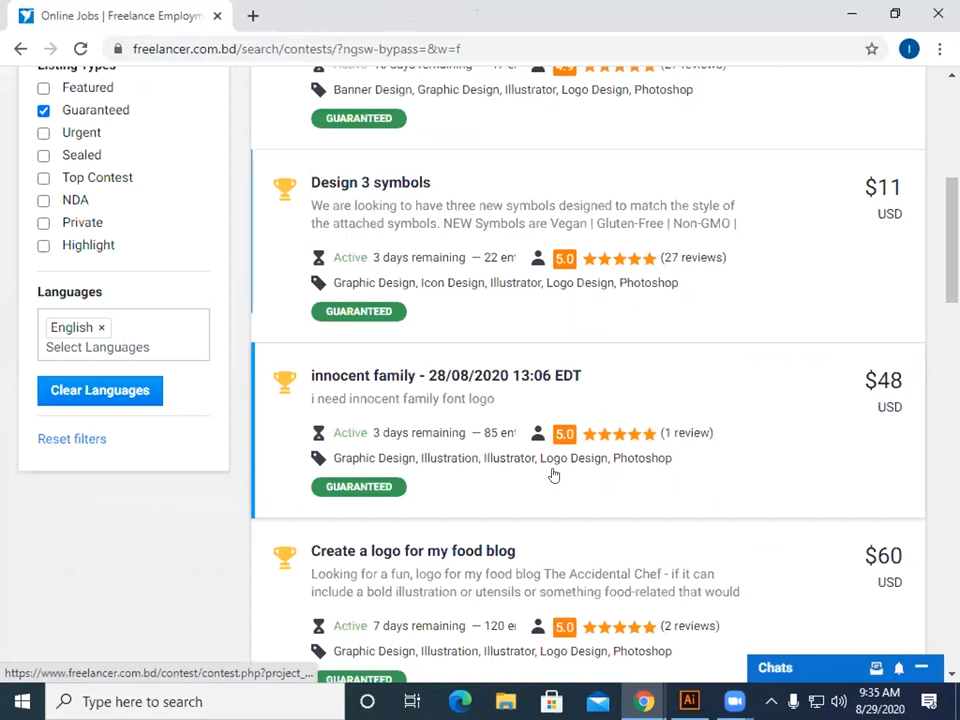 Online Jobs | Freelance Employm
freelancer.com.bd/search/contests/?ngsw-bypass=&w=f
I
Listing Types
Featured
Guaranteed
Urgent
Sealed
Top Contest
NDA
Private
Highlight
Languages
English ×
Select Languages
Clear Languages
Reset filters
Banner Design, Graphic Design, Illustrator, Logo Design, Photoshop
GUARANTEED
Design 3 symbols
$11
USD
We are looking to have three new symbols designed to match the style of
the attached symbols. NEW Symbols are Vegan | Gluten-Free | Non-GMO |
Active 3 days remaining — 22 en 5.0 (27 reviews)
Graphic Design, Icon Design, Illustrator, Logo Design, Photoshop
GUARANTEED
innocent family - 28/08/2020 13:06 EDT
$48
USD
i need innocent family font logo
Active 3 days remaining — 85 en 5.0 (1 review)
Graphic Design, Illustration, Illustrator, Logo Design, Photoshop
GUARANTEED
Create a logo for my food blog
$60
USD
Looking for a fun, logo for my food blog The Accidental Chef - if it can
include a bold illustration or utensils or something food-related that would
Active 7 days remaining — 120 en 5.0 (2 reviews)
Graphic Design, Illustration, Illustrator, Logo Design, Photoshop
GUARANTEED
Chats
https://www.freelancer.com.bd/contest/contest.php?project_...
Type here to search
Ai
9:35 AM
8/29/2020